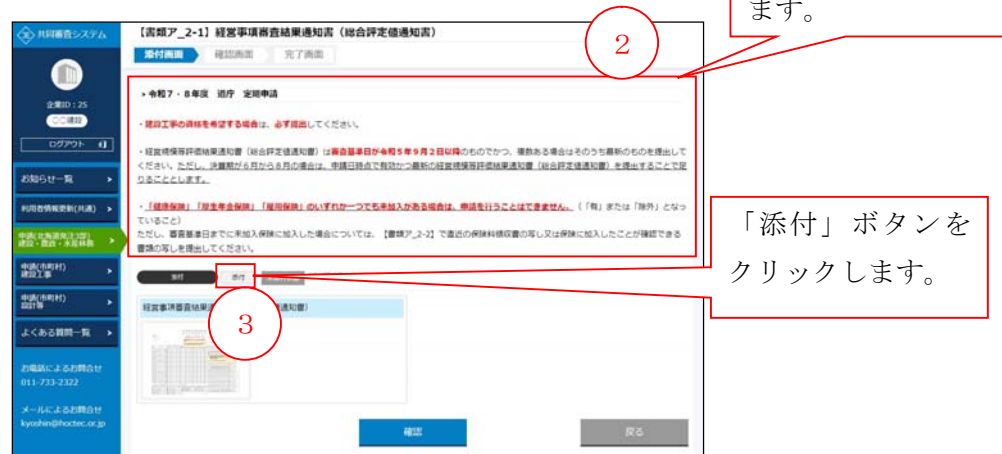 ます。
共同審査システム
企業ID：25
〇〇建設
ログアウト
お知らせ一覧
利用者情報更新(共通)
申請(北海道発注3部)
建設・農政・水産林務
申請(市町村)
建設工事
申請(市町村)
設計等
よくある質問一覧
お電話によるお問合せ
011-733-2322
メールによるお問合せ
kyoshin@hoctec.or.jp
【書類ア_2-1】経営事項審査結果通知書（総合評定値通知書）
添付画面
確認画面
完了画面
2
令和７・８年度 道庁 定期申請
・建設工事の資格を希望する場合は、必ず提出してください。
・経営規模等評価結果通知書（総合評定値通知書）は審査基準日が令和５年９月２日以降のものでかつ、複数ある場合はそのうち最新のものを提出して
ください。ただし、決算期が６月から８月の場合は、申請日時点で有効かつ最新の経営規模等評価結果通知書（総合評定値通知書）を提出することで足
りることとします。
・「健康保険」「厚生年金保険」「雇用保険」のいずれか一つでも未加入がある場合は、申請を行うことはできません。（「有」または「除外」となっ
ていること）
ただし、審査基準日までに未加入保険に加入した場合については、【書類ア_2-2】で直近の保険料領収書の写し又は保険に加入したことが確認できる
書類の写しを提出してください。
添付
添付
経営事項審査結果
通知書）
3
確認
戻る
「添付」ボタンを
クリックします。